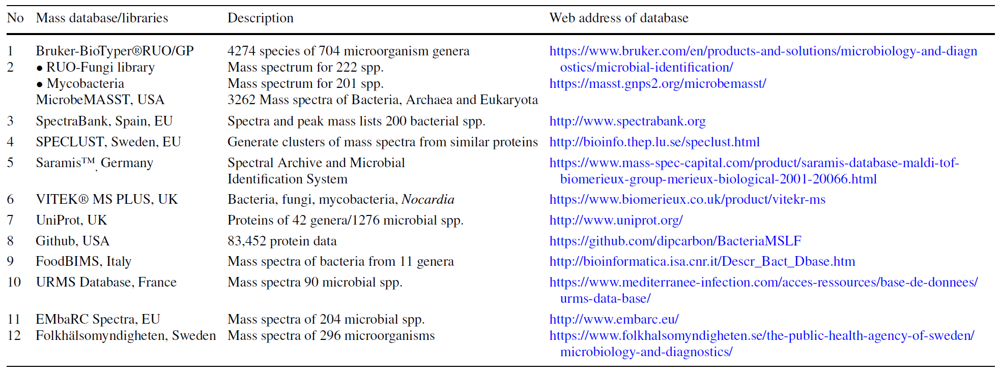 No Mass database/libraries Description Web address of database
1 Bruker-BioTyper®RUO/GP 4274 species of 704 microorganism genera https://www.bruker.com/en/products-and-solutions/microbiology-and-diagn
2 • RUO-Fungi library Mass spectrum for 222 spp. ostics/microbial-identification/
• Mycobacteria Mass spectrum for 201 spp. https://masst.gnps2.org/microbemasst/
MicrobeMASST, USA 3262 Mass spectra of Bacteria, Archaea and Eukaryota
3 SpectraBank, Spain, EU Spectra and peak mass lists 200 bacterial spp. http://www.spectrabank.org
4 SPECLUST, Sweden, EU Generate clusters of mass spectra from similar proteins http://bioinfo.thep.lu.se/speclust.html
5 Saramis™, Germany Spectral Archive and Microbial https://www.mass-spec-capital.com/product/saramis-database-maldi-tof-
Identification System biomerieux-group-merieux-biological-2001-20066.html
6 VITEK® MS PLUS, UK Bacteria, fungi, mycobacteria, Nocardia https://www.biomerieux.co.uk/product/vitekr-ms
7 UniProt, UK Proteins of 42 genera/1276 microbial spp. http://www.uniprot.org/
8 Github, USA 83,452 protein data https://github.com/dipcarbon/BacteriaMSLF
9 FoodBIMS, Italy Mass spectra of bacteria from 11 genera http://bioinformatica.isa.cnr.it/Descr_Bact_Dbase.htm
10 URMS Database, France Mass spectra 90 microbial spp. https://www.mediterranee-infection.com/acces-ressources/base-de-donnees/
urms-data-base/
11 EMbaRC Spectra, EU Mass spectra of 204 microbial spp. http://www.embarc.eu/
12 Folkhälsomyndigheten, Sweden Mass spectra of 296 microorganisms https://www.folkhalsomyndigheten.se/the-public-health-agency-of-sweden/
microbiology-and-diagnostics/